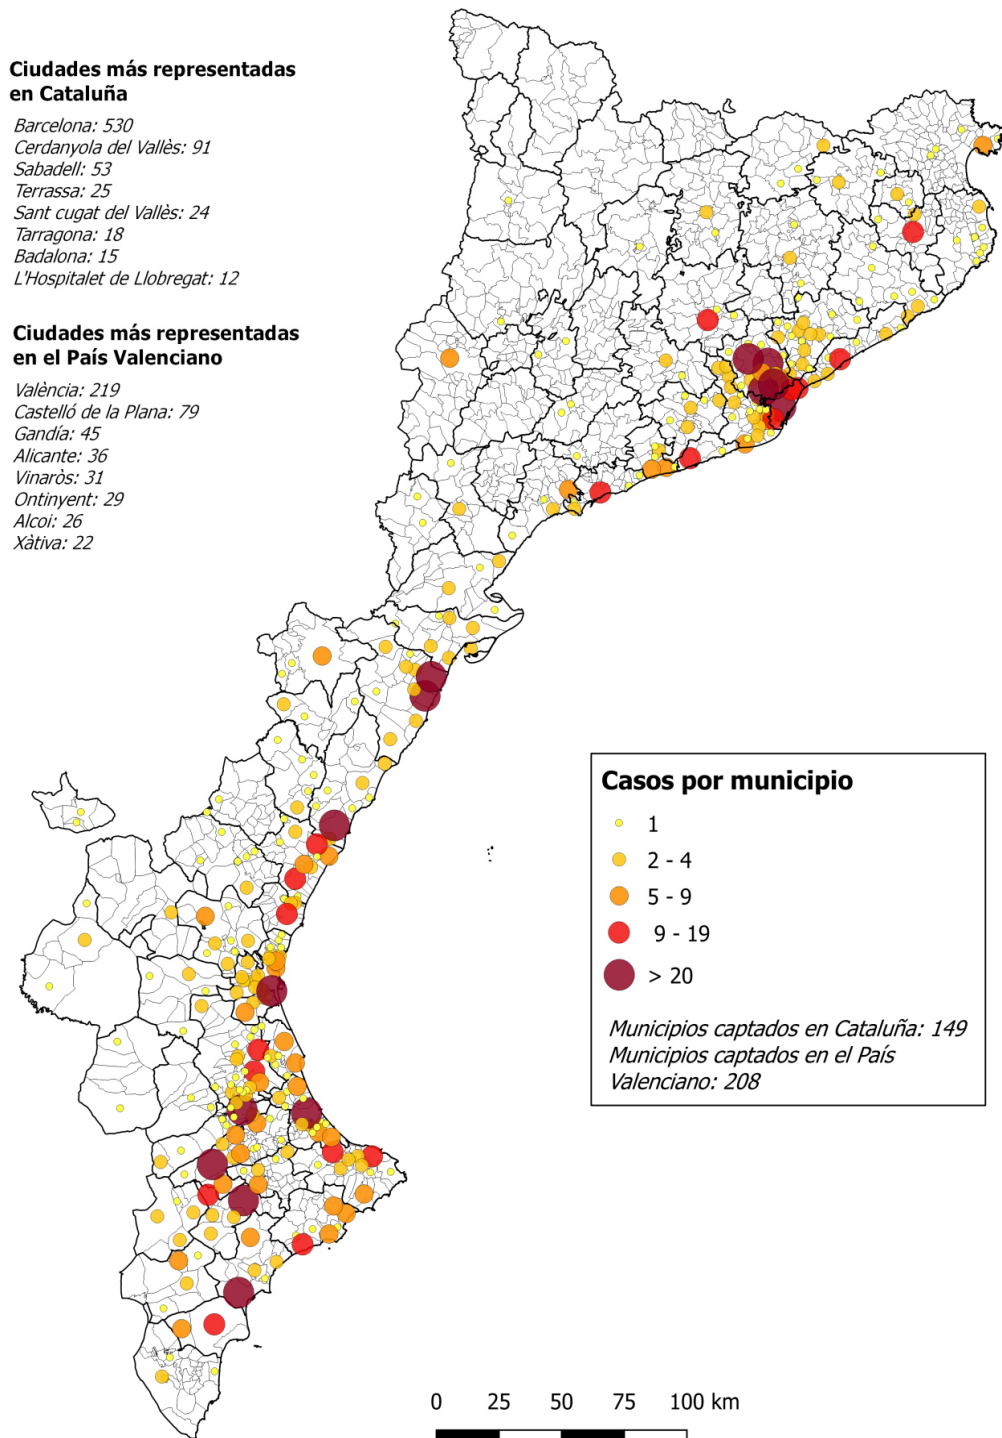 Ciudades más representadas
en Cataluña
Barcelona: 530
Cerdanyola del Vallès: 91
Sabadell: 53
Terrassa: 25
Sant cugat del Vallès: 24
Tarragona: 18
Badalona: 15
L'Hospitalet de Llobregat: 12
Ciudades más representadas
en el País Valenciano
València: 219
Castelló de la Plana: 79
Gandía: 45
Alicante: 36
Vinaròs: 31
Ontinyent: 29
Alcoi: 26
Xàtiva: 22
Casos por municipio
1
2 - 4
5 - 9
9 - 19
> 20
Municipios captados en Cataluña: 149
Municipios captados en el País
Valenciano: 208
0 25 50 75 100 km